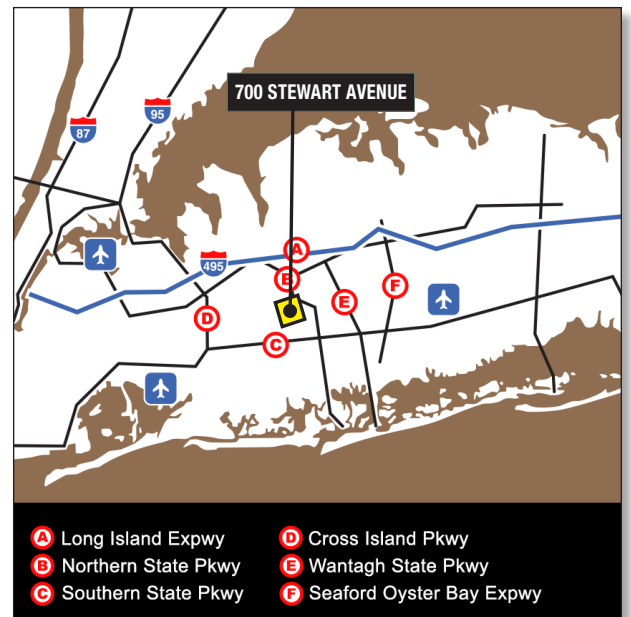 700 STEWART AVENUE
95
87
A
495
B
F
E
D
C
A Long Island Expwy
B Northern State Pkwy
C Southern State Pkwy
D Cross Island Pkwy
E Wantagh State Pkwy
F Seaford Oyster Bay Expwy